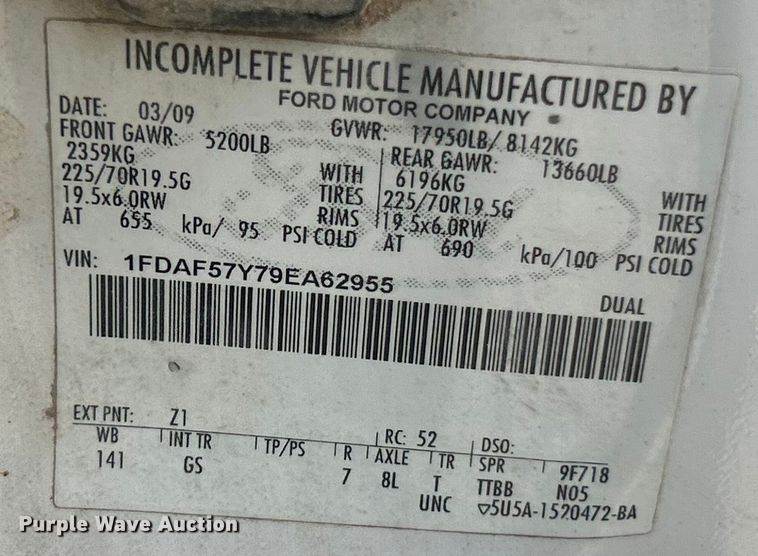 INCOMPLETE VEHICLE MANUFACTURED BY
FORD MOTOR COMPANY
DATE: 03/09 GVWR: 17950LB/ 8142KG
FRONT GAWR: 5200LB REAR GAWR: 13660LB
2359KG WITH 6196KG WITH
225/70R19.5G TIRES 225/70R19.5G TIRES
19.5x6.0RW RIMS 19.5x6.0RW RIMS
AT 655 kPa/ 95 PSI COLD AT 690 kPa/100 PSI COLD
VIN: 1FDAF57Y79EA62955
DUAL
EXT PNT: Z1 RC: 52 DSO:
WB INT TR TP/PS R AXLE TR SPR 9F718
141 GS 7 8L T TTBB N05
UNC ▽5U5A-1520472-BA
Purple Wave Auction